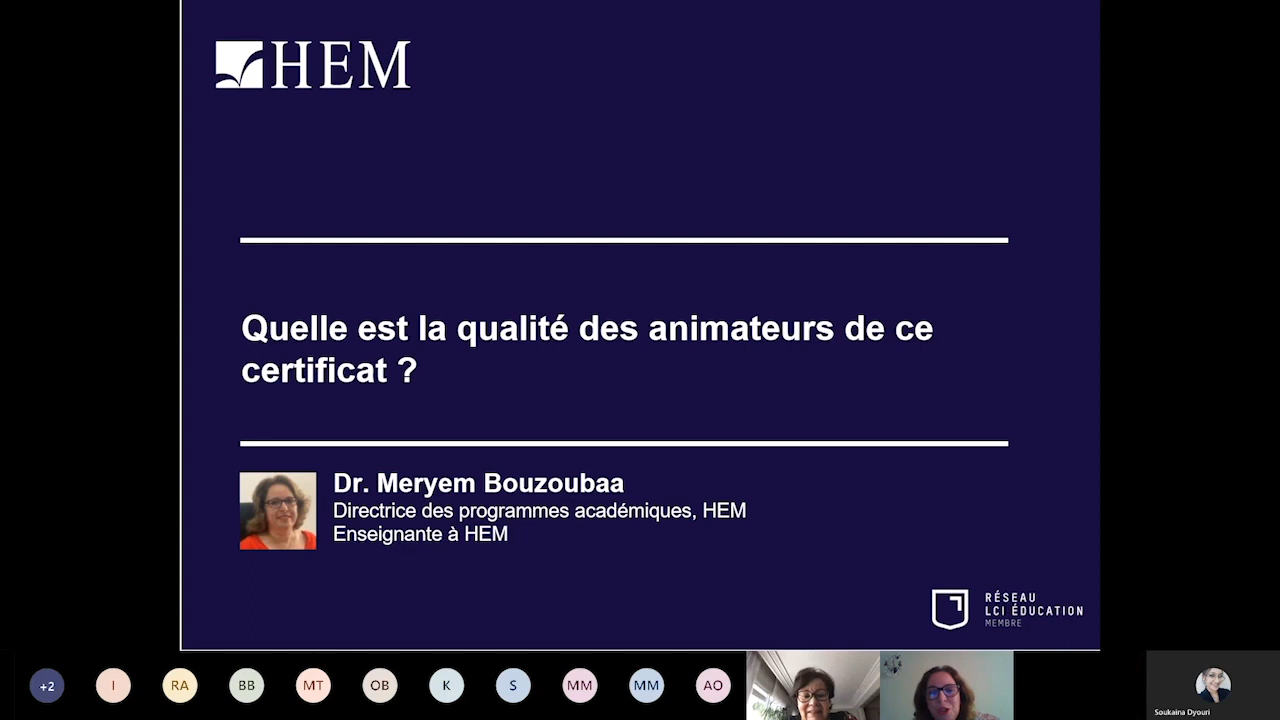 HEM
Quelle est la qualité des animateurs de ce
certificat ?
Dr. Meryem Bouzoubaa
Directrice des programmes académiques, HEM
Enseignante à HEM
RÉSEAU
LCI ÉDUCATION
MEMBRE
+2
I
RA
BB
MT
OB
K
S
MM
MM
AO
Soukaina Dyouri